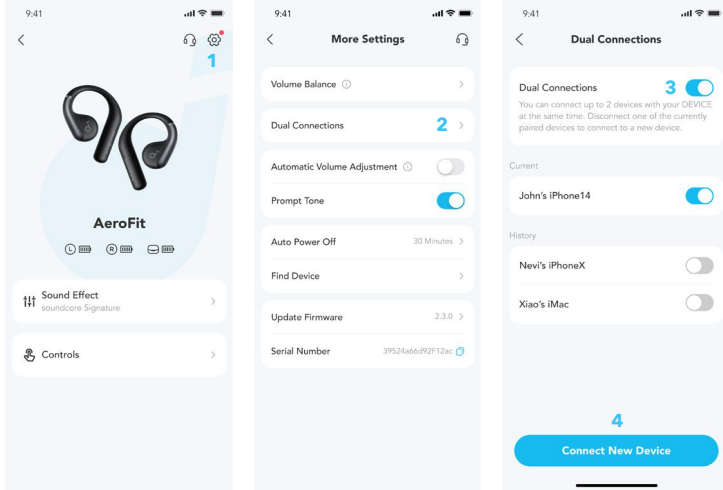 9:41
1
AeroFit
L
R
Sound Effect
soundcore Signature
Controls
9:41
More Settings
Volume Balance
Dual Connections 2
Automatic Volume Adjustment
Prompt Tone
Auto Power Off 30 Minutes
Find Device
Update Firmware 2.3.0
Serial Number 39524a66d92F12ac
9:41
Dual Connections
Dual Connections 3
You can connect up to 2 devices with your DEVICE
at the same time. Disconnect one of the currently
paired devices to connect to a new device.
Current
John's iPhone14
History
Nevi's iPhoneX
Xiao's iMac
4
Connect New Device